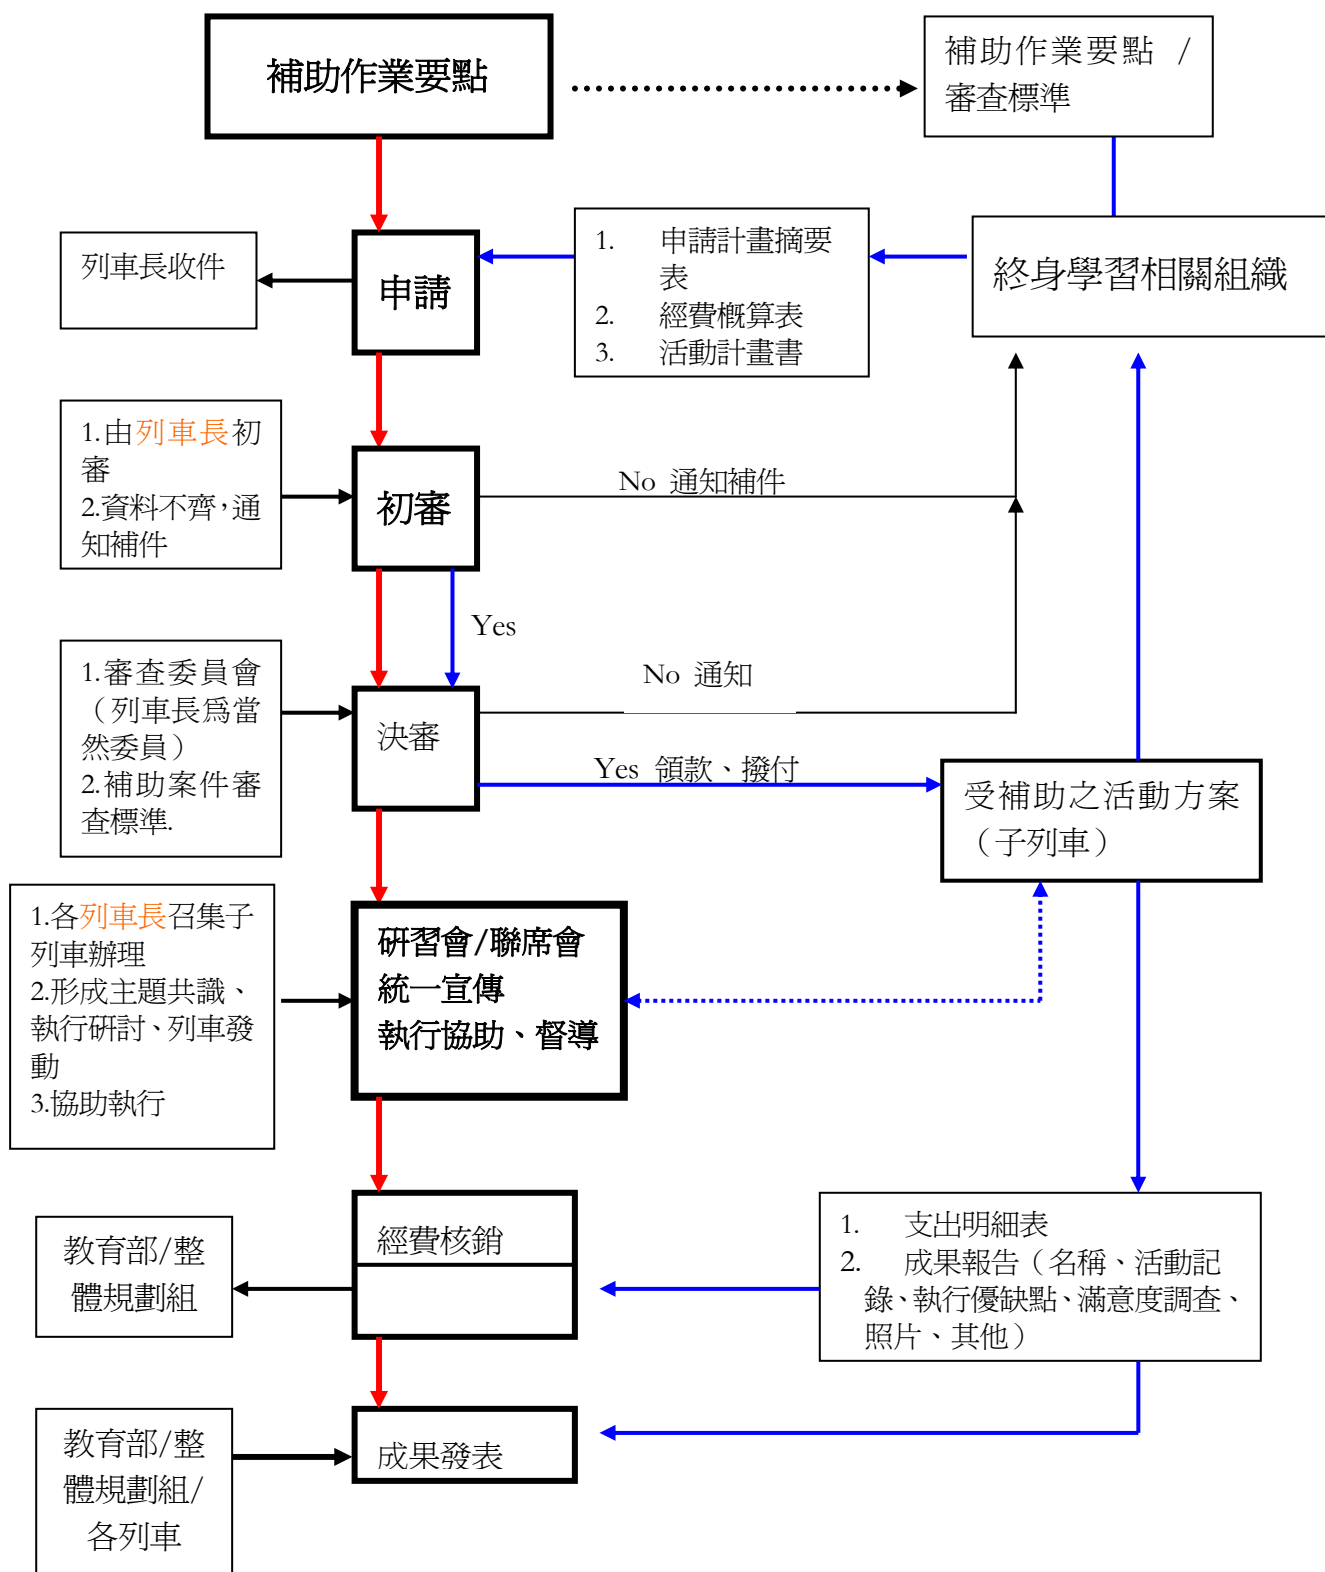 補助作業要點
補助作業要點 /
審查標準
列車長收件
申請
1. 申請計畫摘要
表
2. 經費概算表
3. 活動計畫書
終身學習相關組織
1.由列車長初
審
2.資料不齊，通
知補件
初審
No 通知補件
Yes
1.審查委員會
（列車長為當
然委員）
2.補助案件審
查標準.
決審
No 通知
Yes 領款、撥付
受補助之活動方案
（子列車）
1.各列車長召集子
列車辦理
2.形成主題共識、
執行研討、列車發
動
3.協助執行
研習會/聯席會
統一宣傳
執行協助、督導
教育部/整
體規劃組
經費核銷
1. 支出明細表
2. 成果報告（名稱、活動記
錄、執行優缺點、滿意度調查、
照片、其他）
教育部/整
體規劃組/
各列車
成果發表